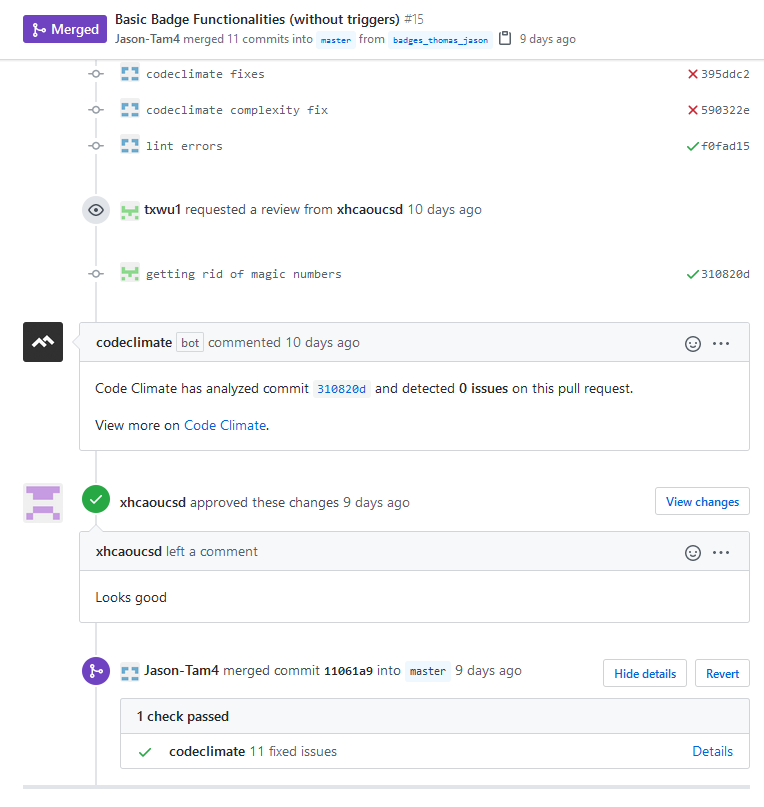 Merged
Basic Badge Functionalities (without triggers) #15
Jason-Tam4 merged 11 commits into master from badges_thomas_jason 9 days ago
codeclimate fixes 395ddc2
codeclimate complexity fix 590322e
lint errors f0fad15
txwu1 requested a review from xhcaoucsd 10 days ago
getting rid of magic numbers 310820d
codeclimate bot commented 10 days ago
Code Climate has analyzed commit 310820d and detected 0 issues on this pull request.
View more on Code Climate.
xhcaoucsd approved these changes 9 days ago View changes
xhcaoucsd left a comment
Looks good
Jason-Tam4 merged commit 11061a9 into master 9 days ago Hide details Revert
1 check passed
codeclimate 11 fixed issues Details